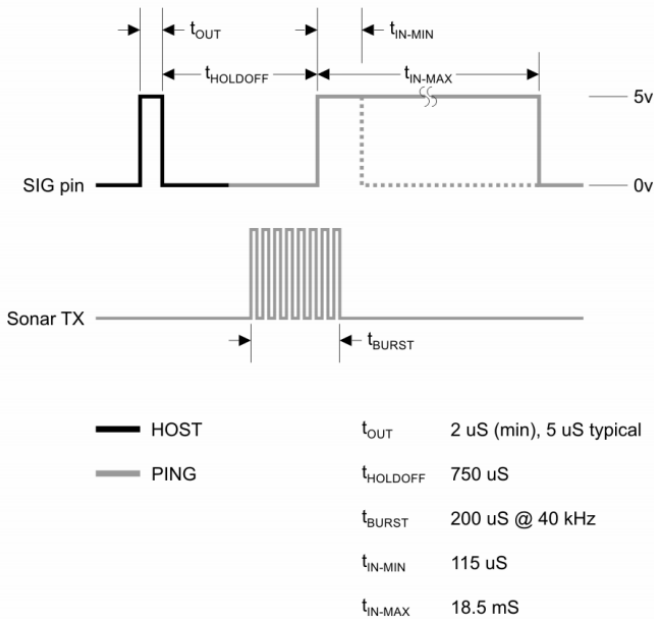 tOUT
tIN-MIN
tHOLDOFF
tIN-MAX
5v
SIG pin
0v
Sonar TX
tBURST
HOST
PING
tOUT 2 uS (min), 5 uS typical
tHOLDOFF 750 uS
tBURST 200 uS @ 40 kHz
tIN-MIN 115 uS
tIN-MAX 18.5 mS